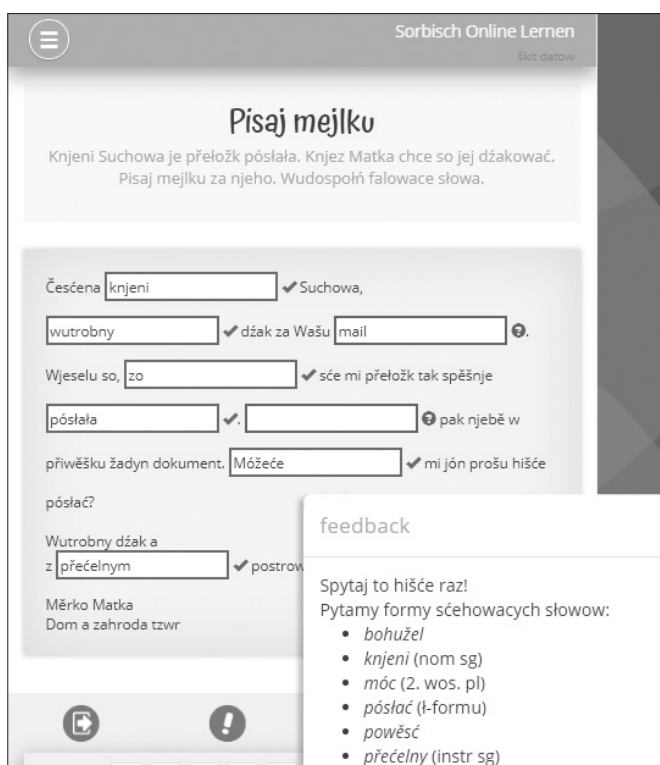 Sorbisch Online Lernen
škit datow
Pisaj mejlku
Knjeni Suchowa je přełožk pósłała. Knjez Matka chce so jej dźakować.
Pisaj mejlku za njeho. Wudospołń falowace słowa.
Česćena knjeni Suchowa,
wutrobny dźak za Wašu mail .
Wjeselu so, zo sće mi přełožk tak spěšnje
pósłała . pak njebě w
přiwěšku žadyn dokument. Móžeće mi jón prošu hišće
pósłać?
Wutrobny dźak a
z přećelnym postrow
Měrko Matka
Dom a zahroda tzwr
feedback
Spytaj to hišće raz!
Pytamy formy sćehowacych słowow:
• bohužel
• knjeni (nom sg)
• móc (2. wos. pl)
• pósłać (ł-formu)
• powěsć
• přećelny (instr sg)